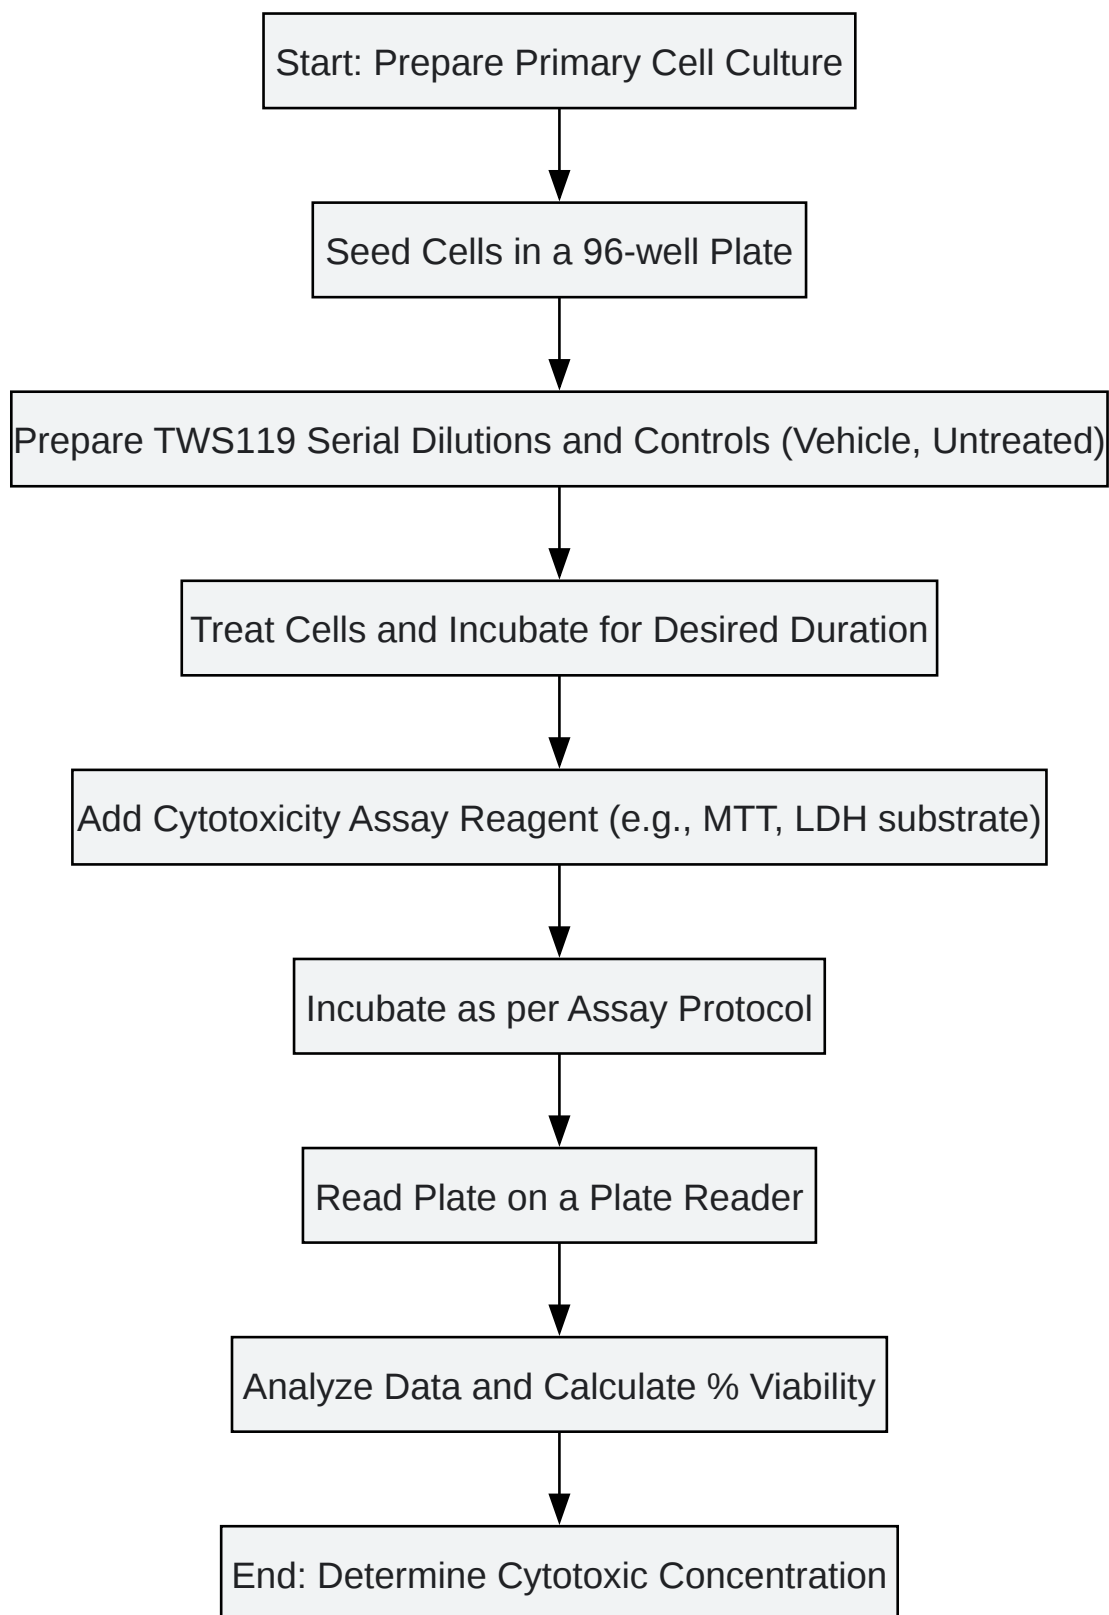 Start: Prepare Primary Cell Culture
Seed Cells in a 96-well Plate
Prepare TWS119 Serial Dilutions and Controls (Vehicle, Untreated)
Treat Cells and Incubate for Desired Duration
Add Cytotoxicity Assay Reagent (e.g., MTT, LDH substrate)
Incubate as per Assay Protocol
Read Plate on a Plate Reader
Analyze Data and Calculate % Viability
End: Determine Cytotoxic Concentration